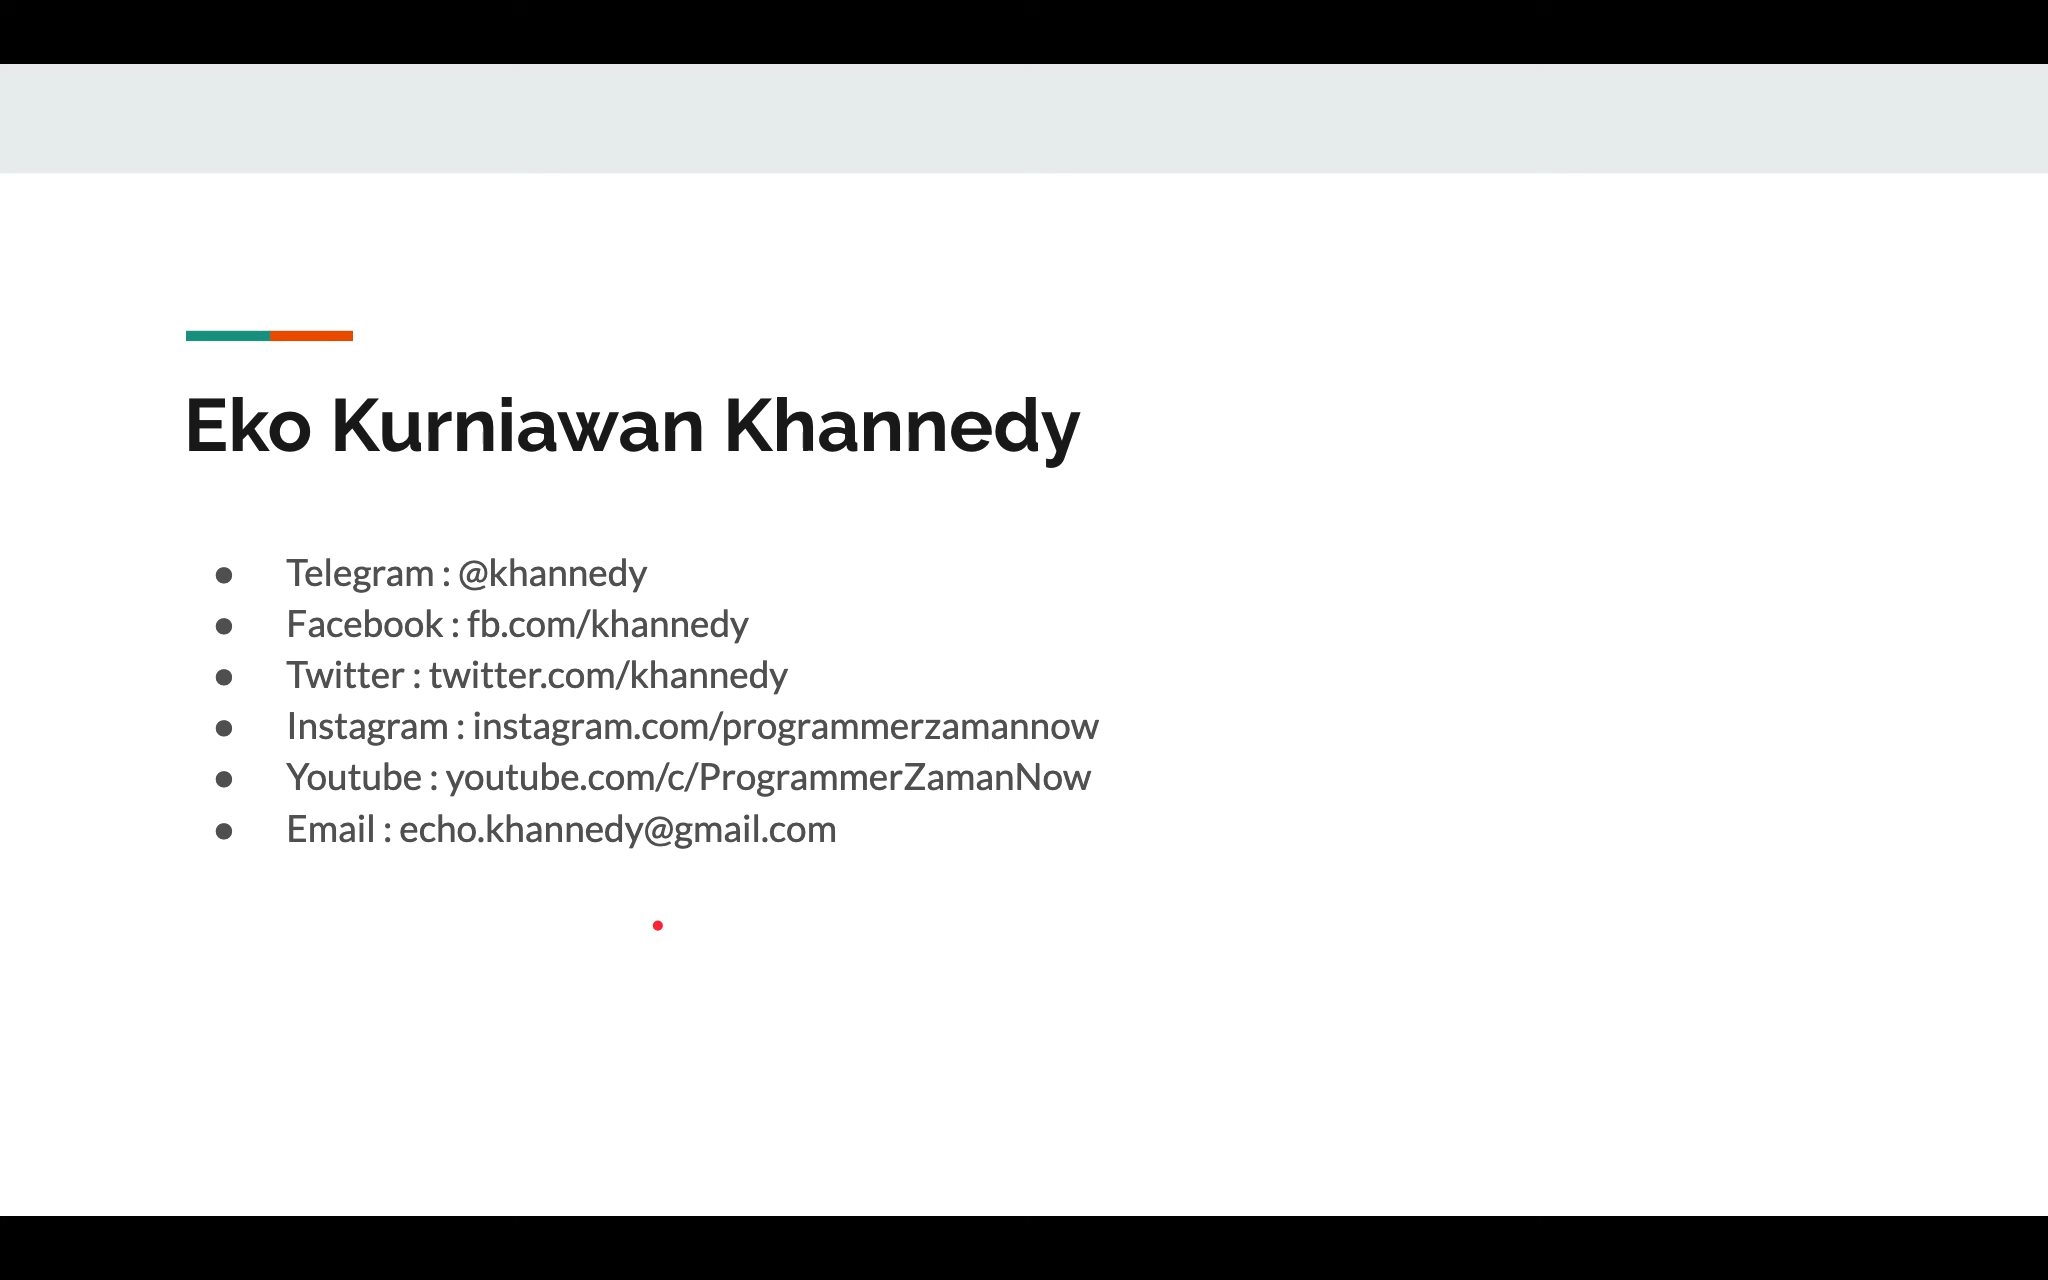 Eko Kurniawan Khannedy
● Telegram : @khannedy
● Facebook : fb.com/khannedy
● Twitter : twitter.com/khannedy
● Instagram : instagram.com/programmerzamannow
● Youtube : youtube.com/c/ProgrammerZamanNow
● Email : echo.khannedy@gmail.com